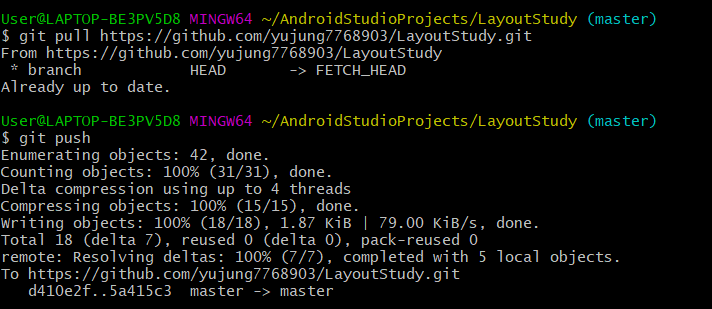 User@LAPTOP-BE3PV5D8 MINGW64 ~/AndroidStudioProjects/LayoutStudy (master)
$ git pull https://github.com/yujung7768903/LayoutStudy.git
From https://github.com/yujung7768903/LayoutStudy
 * branch            HEAD       -> FETCH_HEAD
Already up to date.

User@LAPTOP-BE3PV5D8 MINGW64 ~/AndroidStudioProjects/LayoutStudy (master)
$ git push
Enumerating objects: 42, done.
Counting objects: 100% (31/31), done.
Delta compression using up to 4 threads
Compressing objects: 100% (15/15), done.
Writing objects: 100% (18/18), 1.87 KiB | 79.00 KiB/s, done.
Total 18 (delta 7), reused 0 (delta 0), pack-reused 0
remote: Resolving deltas: 100% (7/7), completed with 5 local objects.
To https://github.com/yujung7768903/LayoutStudy.git
   d410e2f..5a415c3  master -> master